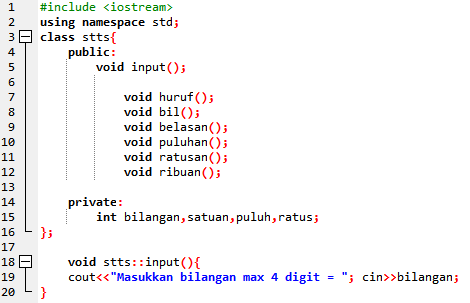 1 #include <iostream>
2 using namespace std;
3 class stts{
4 public:
5 void input();
6
7 void huruf();
8 void bil();
9 void belasan();
10 void puluhan();
11 void ratusan();
12 void ribuan();
13
14 private:
15 int bilangan,satuan,puluh,ratus;
16 };
17
18 void stts::input(){
19 cout<<"Masukkan bilangan max 4 digit = "; cin>>bilangan;
20 }